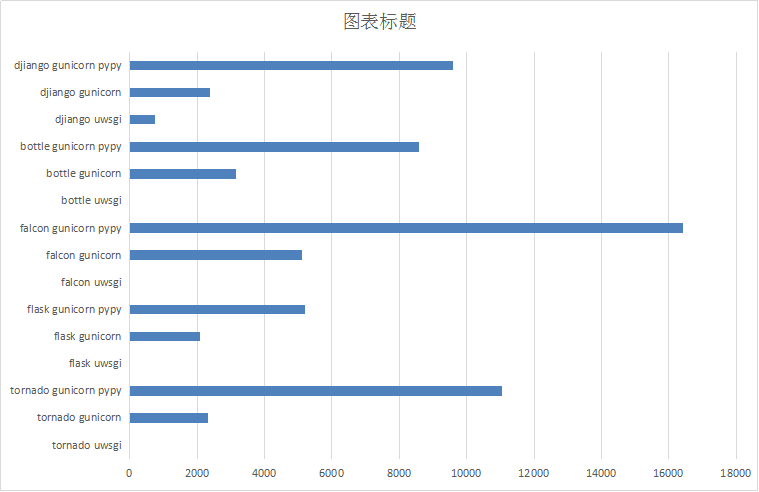 图表标题
djiango gunicorn pypy
djiango gunicorn
djiango uwsgi
bottle gunicorn pypy
bottle gunicorn
bottle uwsgi
falcon gunicorn pypy
falcon gunicorn
falcon uwsgi
flask gunicorn pypy
flask gunicorn
flask uwsgi
tornado gunicorn pypy
tornado gunicorn
tornado uwsgi
0 2000 4000 6000 8000 10000 12000 14000 16000 18000